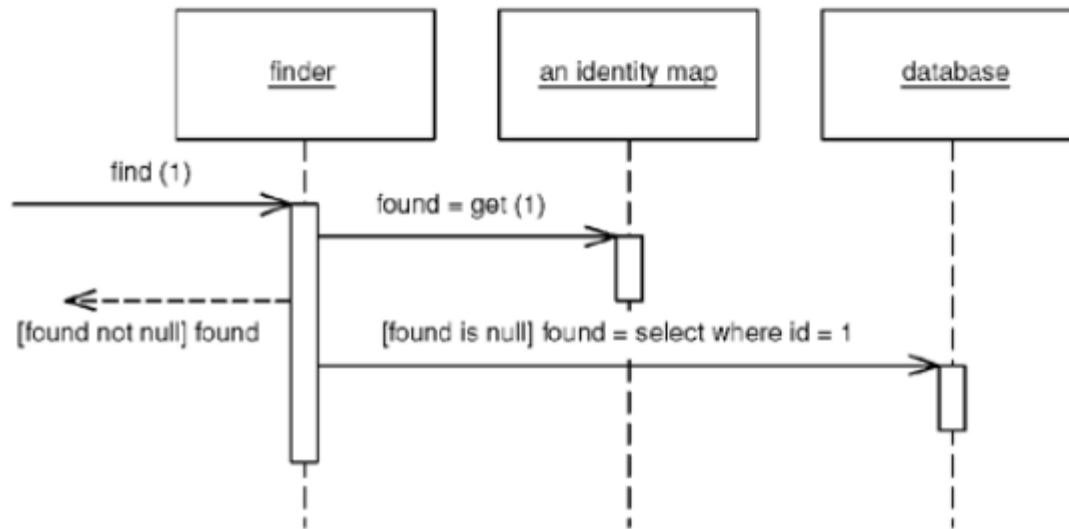 finder
an identity map
database
find (1)
found = get (1)
[found not null] found
[found is null] found = select where id = 1